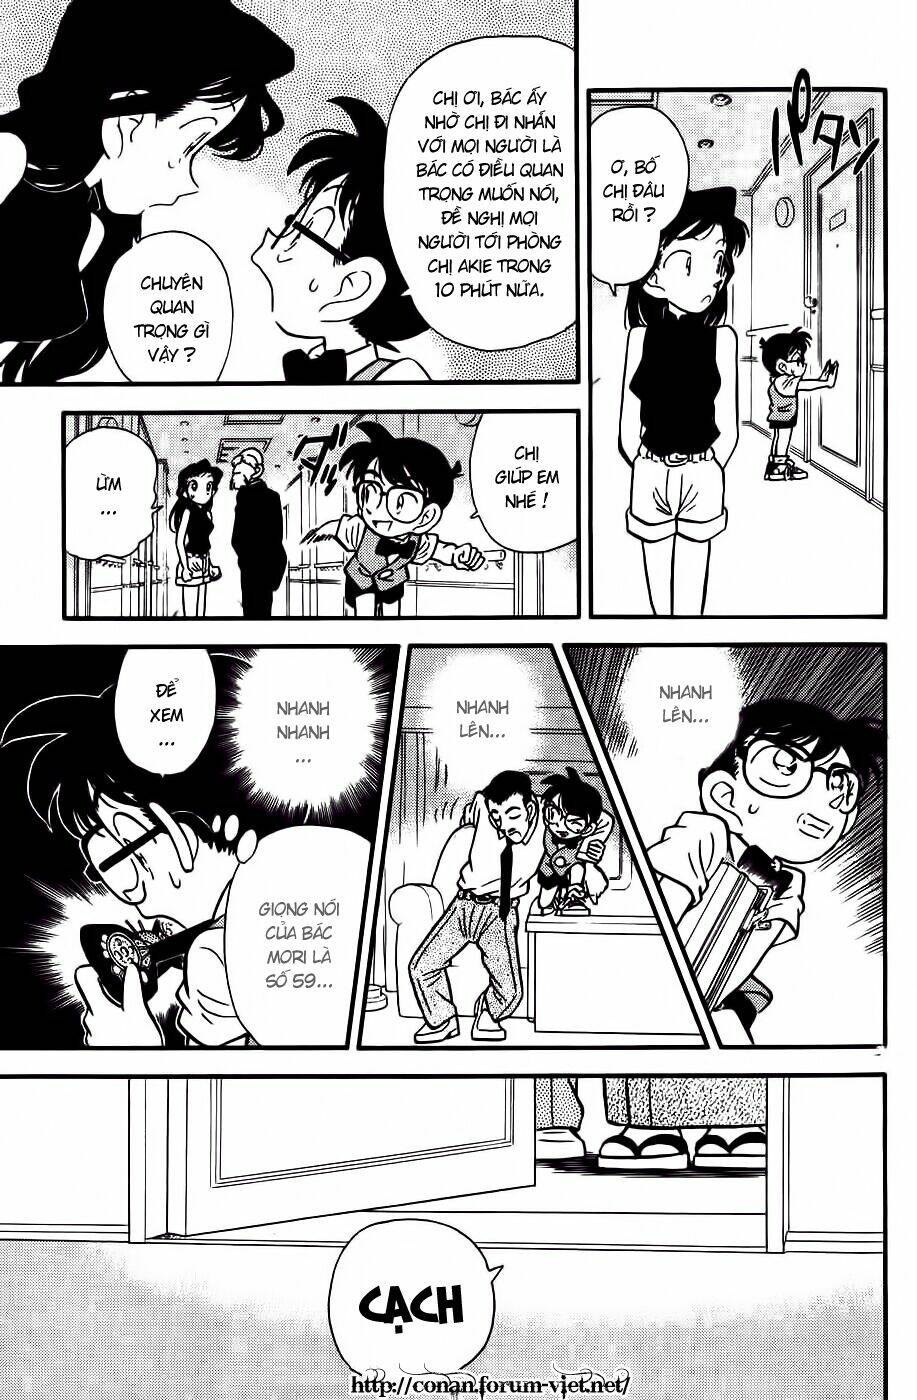 Ơ, BỐ
CHỊ ĐÂU
RỒI ?
パタン
CHỊ ƠI, BÁC ẤY
NHỜ CHỊ ĐI NHẮN
VỚI MỌI NGƯỜI LÀ
BÁC CÓ ĐIỀU QUAN
TRỌNG MUỐN NÓI,
ĐỀ NGHỊ MỌI
NGƯỜI TỚI PHÒNG
CHỊ AKIE TRONG
10 PHÚT NỮA.
CHUYỆN
QUAN
TRỌNG GÌ
VẬY ?
CHỊ
GIÚP EM
NHÉ !
ỪM
...
NHANH
LÊN...
NHANH
LÊN...
NHANH
NHANH
...
ĐỂ
XEM
...
GIỌNG NÓI
CỦA BÁC
MORI LÀ
SỐ 59...
CẠCH
http://conan.forum-viet.net/